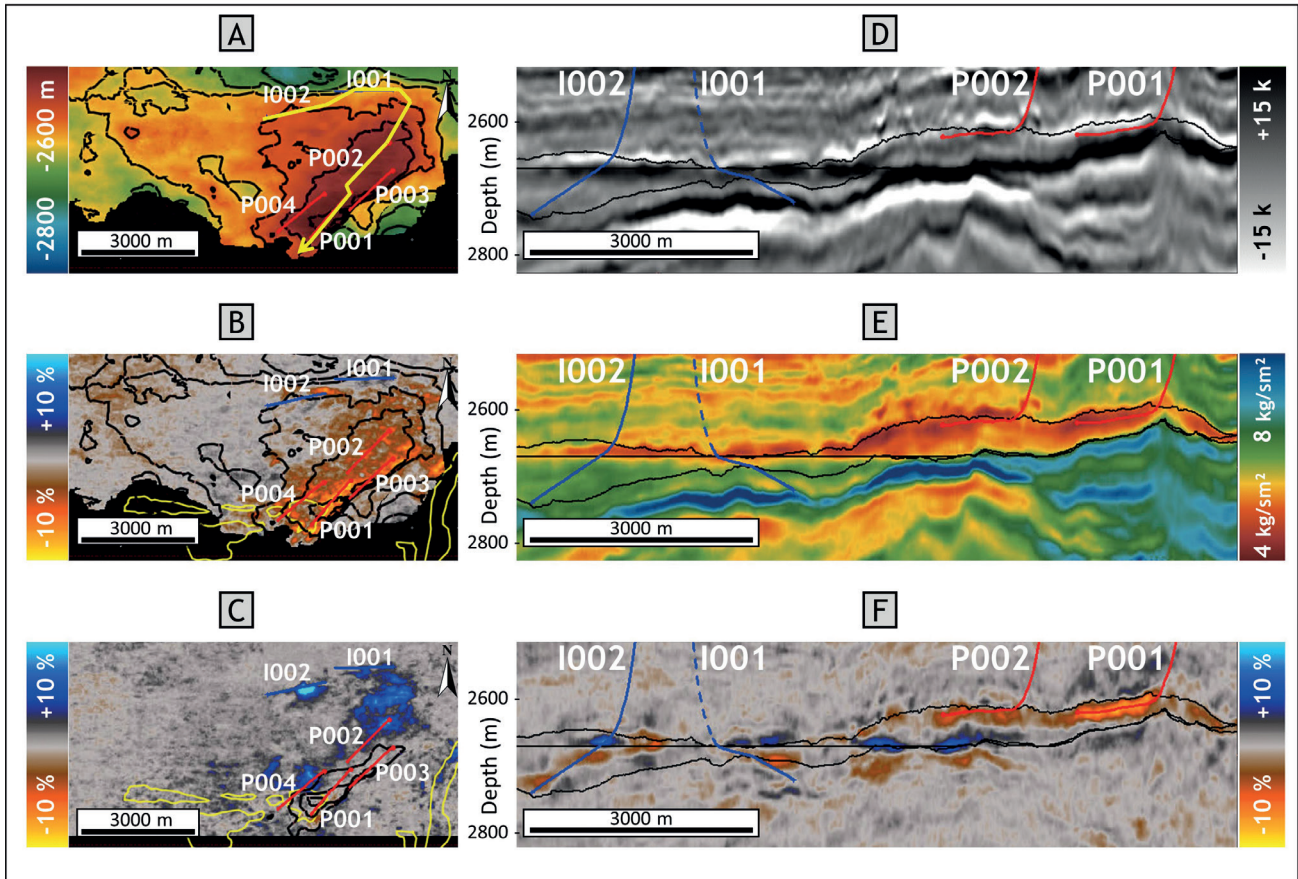 A
-2600 m
-2800
N
I001
I002
P002
P003
P004
P001
3000 m
D
I002
I001
P002
P001
2600
Depth (m)
2800
3000 m
+15 k
-15 k
B
+10 %
-10 %
N
I001
I002
P002
P003
P004
P001
3000 m
E
I002
I001
P002
P001
2600
Depth (m)
2800
3000 m
8 kg/sm²
4 kg/sm²
C
+10 %
-10 %
N
I001
I002
P002
P003
P004
P001
3000 m
F
I002
I001
P002
P001
2600
Depth (m)
2800
3000 m
+10 %
-10 %